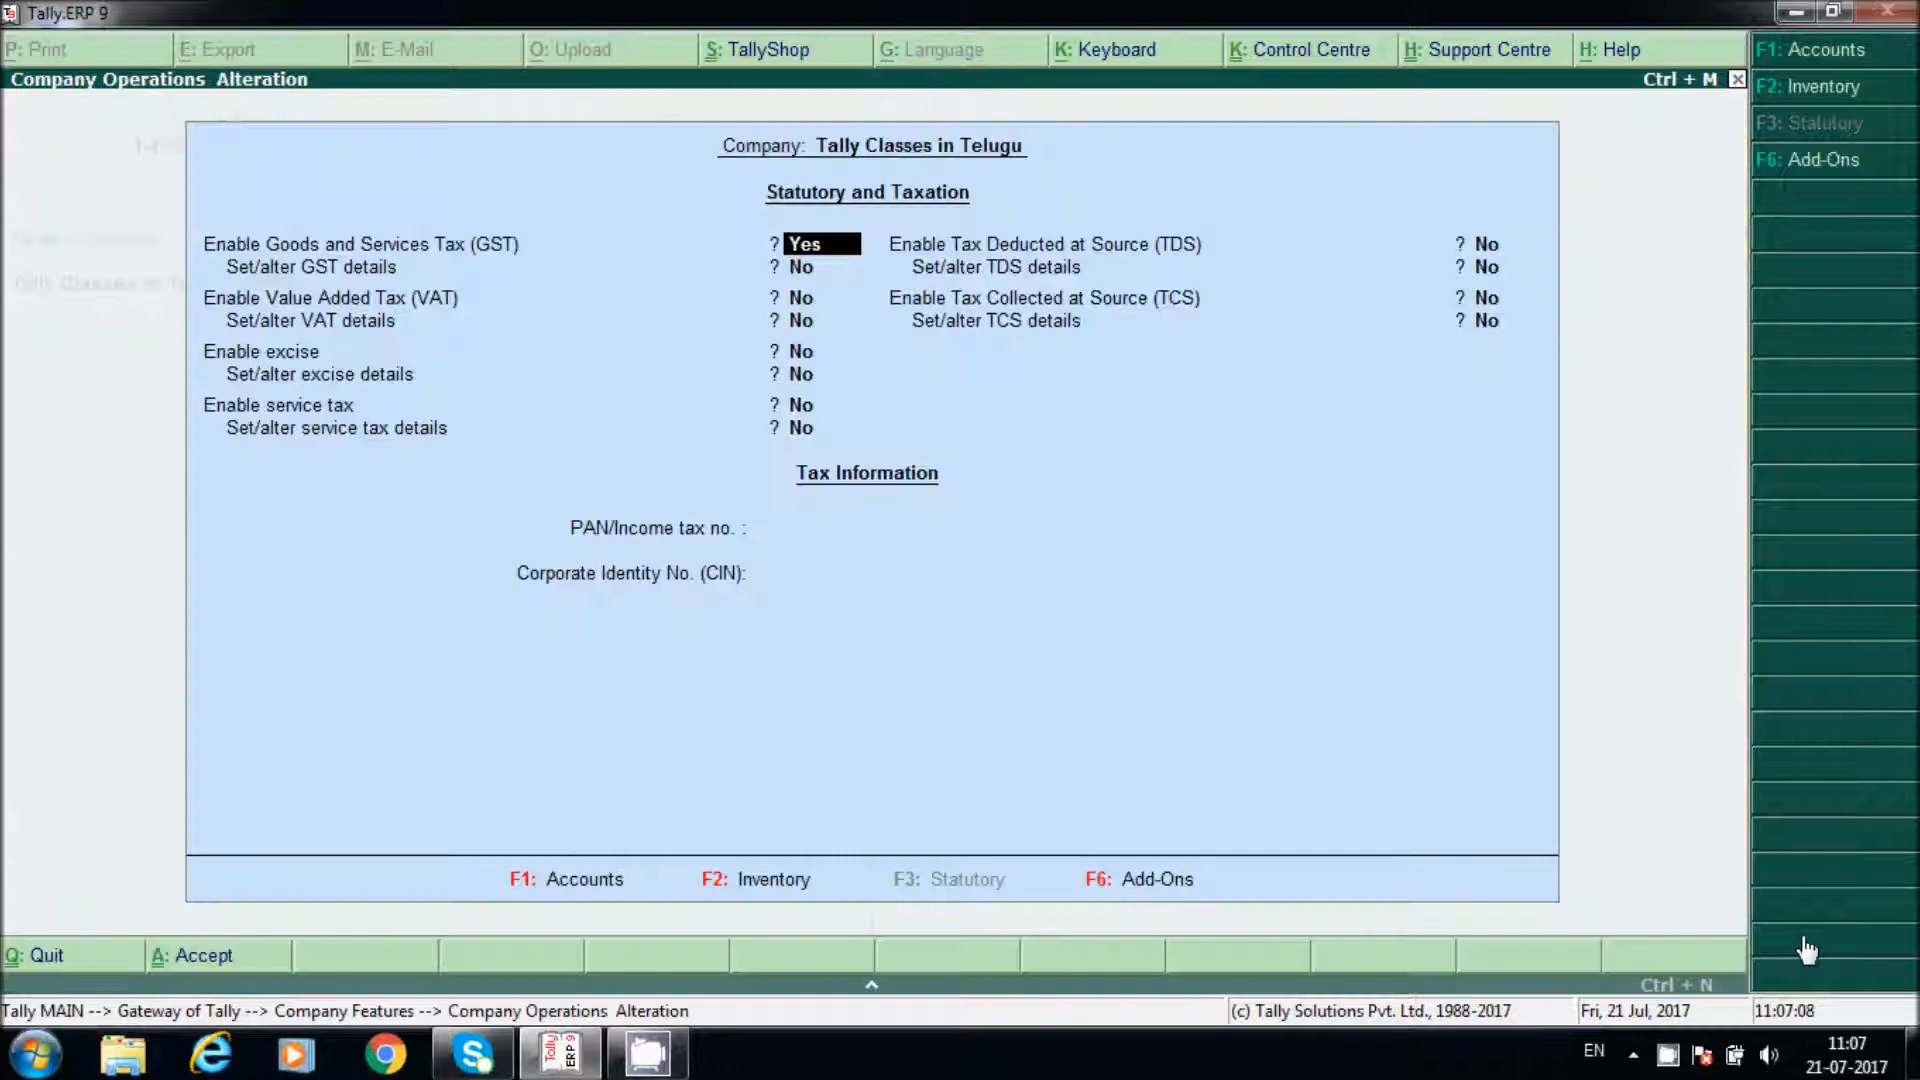 Tally.ERP 9
P: Print E: Export M: E-Mail O: Upload S: TallyShop G: Language K: Keyboard K: Control Centre H: Support Centre H: Help
F1: Accounts
Company Operations Alteration Ctrl + M
F2: Inventory
F3: Statutory
F6: Add-Ons
Company: Tally Classes in Telugu
Statutory and Taxation
Enable Goods and Services Tax (GST) ? Yes Enable Tax Deducted at Source (TDS) ? No
Set/alter GST details ? No Set/alter TDS details ? No
Enable Value Added Tax (VAT) ? No Enable Tax Collected at Source (TCS) ? No
Set/alter VAT details ? No Set/alter TCS details ? No
Enable excise ? No
Set/alter excise details ? No
Enable service tax ? No
Set/alter service tax details ? No
Tax Information
PAN/Income tax no. :
Corporate Identity No. (CIN):
F1: Accounts F2: Inventory F3: Statutory F6: Add-Ons
Q: Quit A: Accept
Ctrl + N
Tally MAIN --> Gateway of Tally --> Company Features --> Company Operations Alteration (c) Tally Solutions Pvt. Ltd., 1988-2017 Fri, 21 Jul, 2017 11:07:08
Tally ERP 9
EN 11:07
21-07-2017